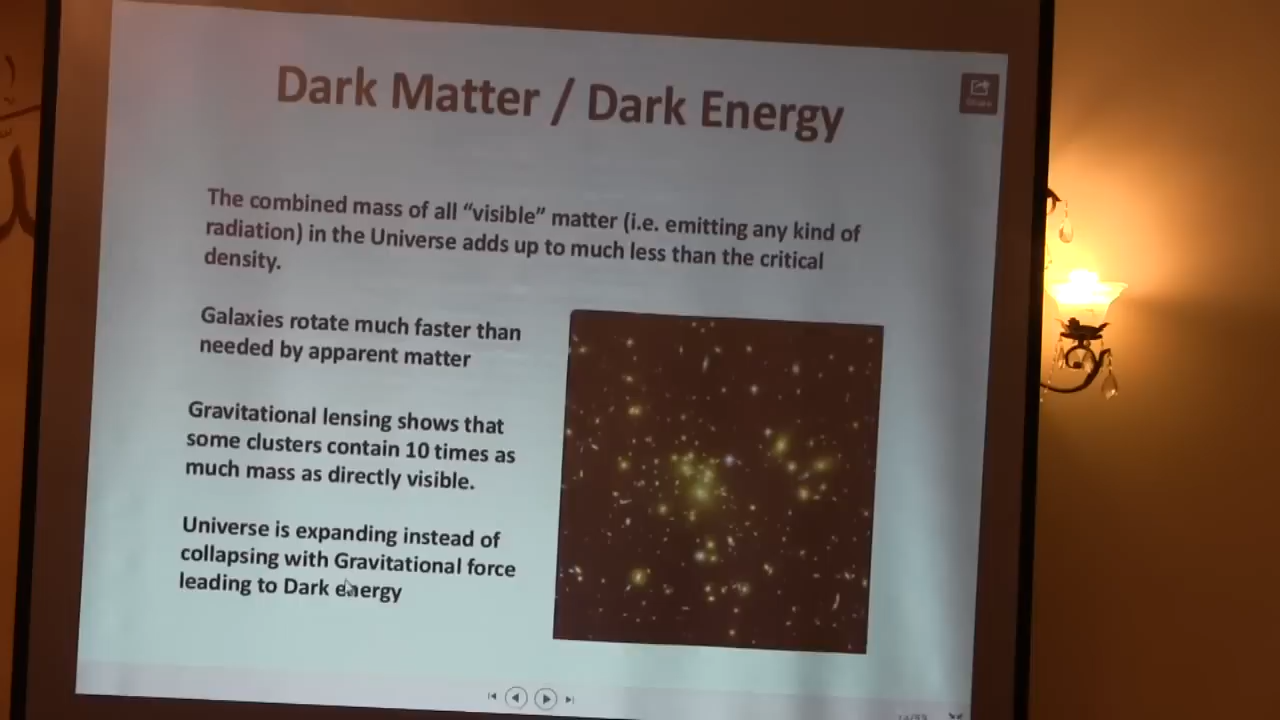 Dark Matter / Dark Energy
Share
The combined mass of all “visible” matter (i.e. emitting any kind of
radiation) in the Universe adds up to much less than the critical
density.
Galaxies rotate much faster than
needed by apparent matter
Gravitational lensing shows that
some clusters contain 10 times as
much mass as directly visible.
Universe is expanding instead of
collapsing with Gravitational force
leading to Dark energy